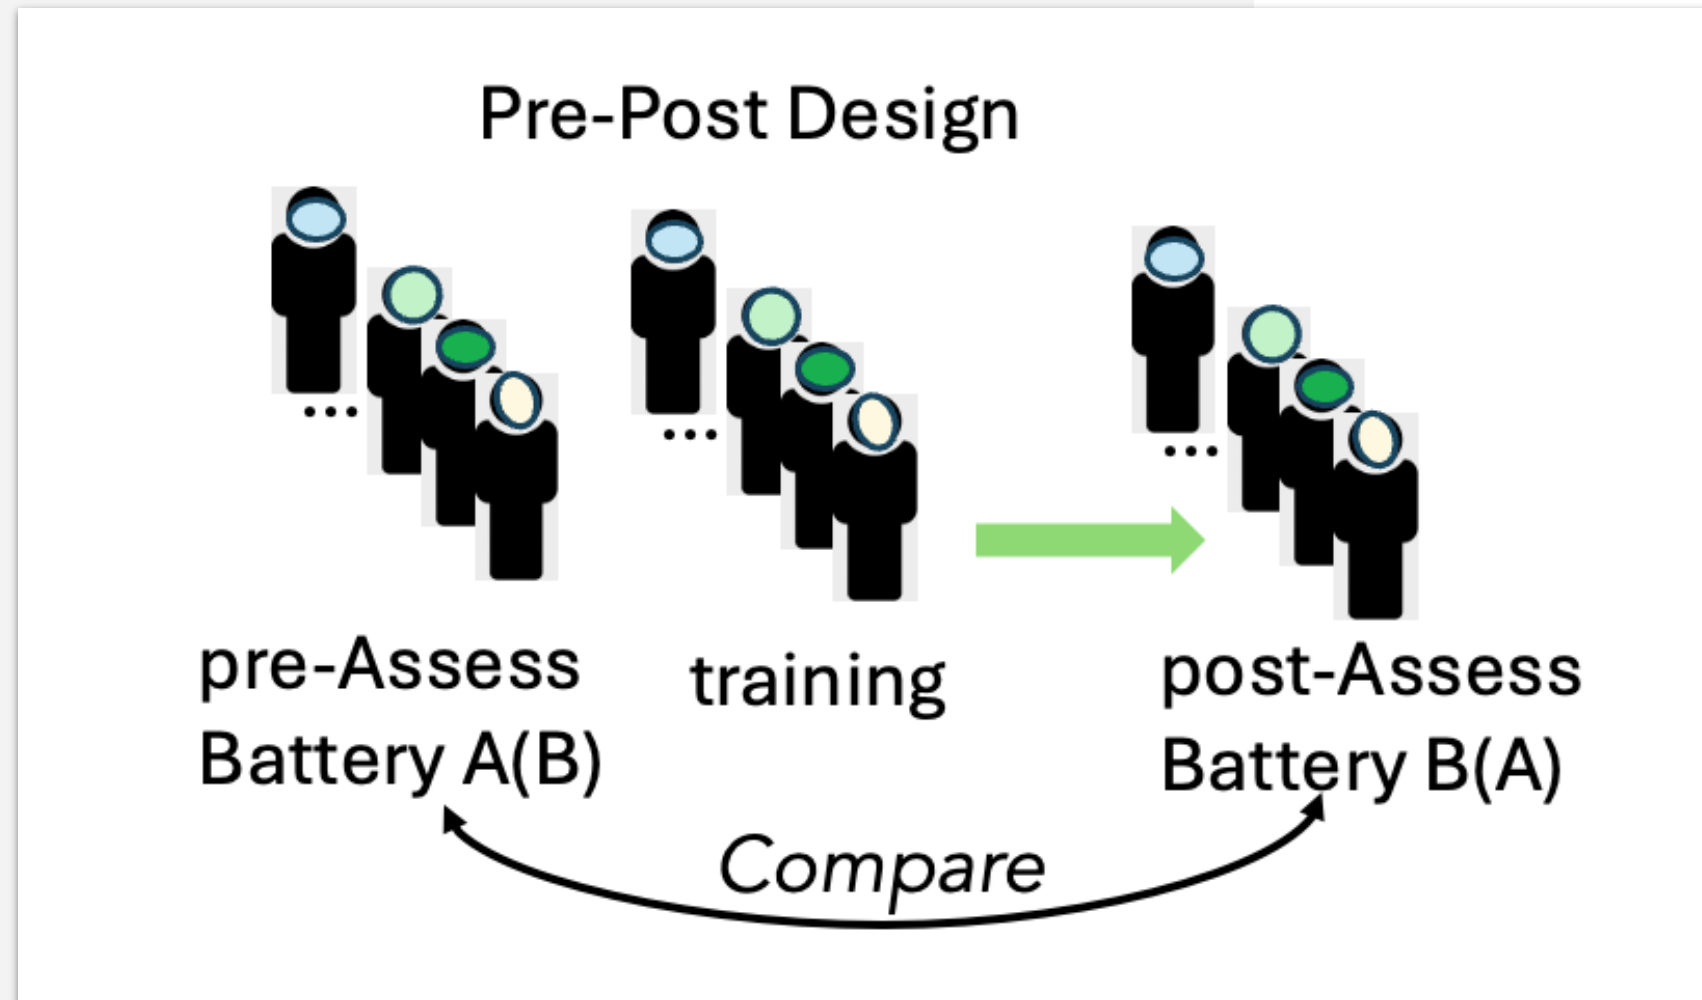 Pre-Post Design
...
...
...
pre-Assess
Battery A(B)
training
post-Assess
Battery B(A)
Compare